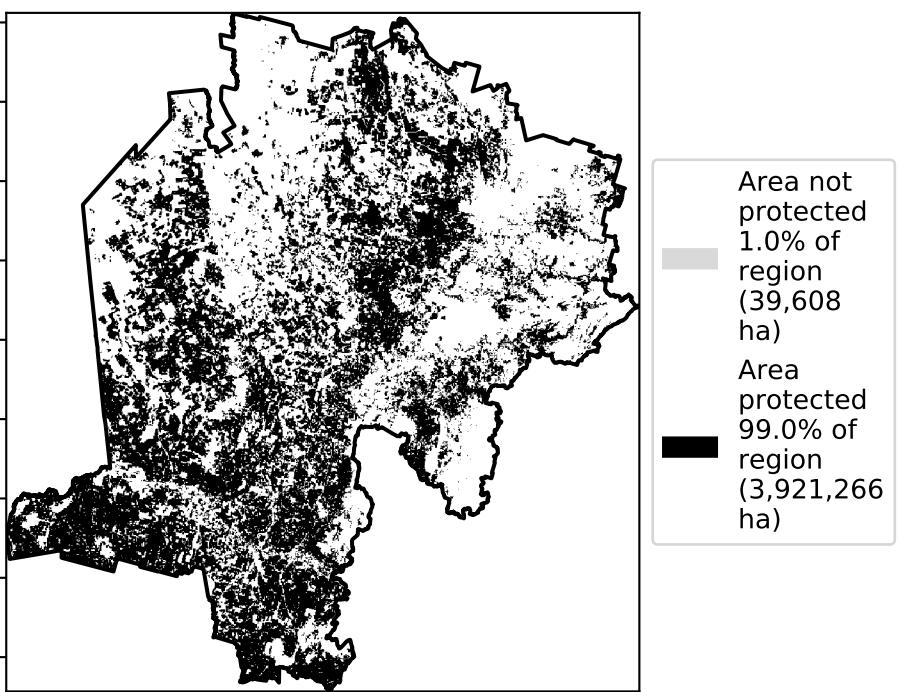 Area not
protected
1.0% of
region
(39,608
ha)
Area
protected
99.0% of
region
(3,921,266
ha)